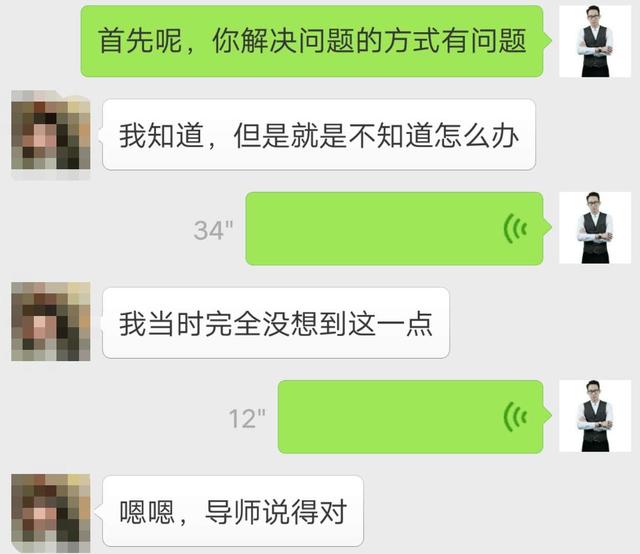 首先呢，你解决问题的方式有问题
我知道，但是就是不知道怎么办
34"
我当时完全没想到这一点
12"
嗯嗯，导师说得对